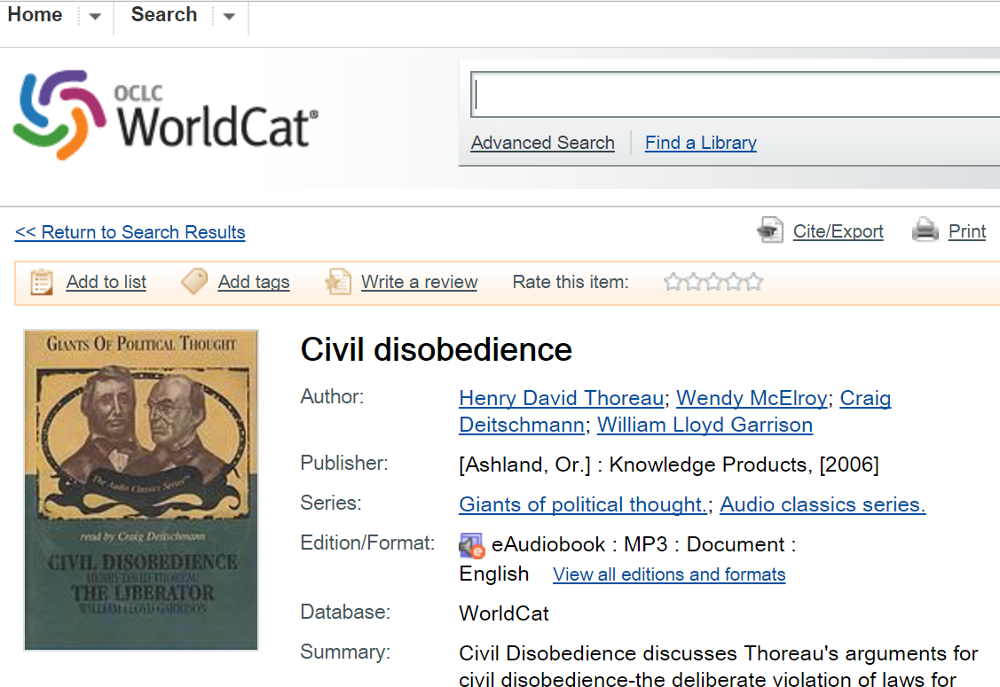 Home
Search
OCLC
WorldCat®
Advanced Search
Find a Library
<< Return to Search Results
Cite/Export
Print
Add to list
Add tags
Write a review
Rate this item:
GIANTS OF POLITICAL THOUGHT
The Audio Classics Series™
read by Craig Deitschmann
CIVIL DISOBEDIENCE
HENRY DAVID THOREAU
THE LIBERATOR
WILLIAM LLOYD GARRISON
Civil disobedience
Author:
Henry David Thoreau; Wendy McElroy; Craig
Deitschmann; William Lloyd Garrison
Publisher:
[Ashland, Or.] : Knowledge Products, [2006]
Series:
Giants of political thought.; Audio classics series.
Edition/Format:
eAudiobook : MP3 : Document :
English View all editions and formats
Database:
WorldCat
Summary:
Civil Disobedience discusses Thoreau's arguments for
civil disobedience-the deliberate violation of laws for